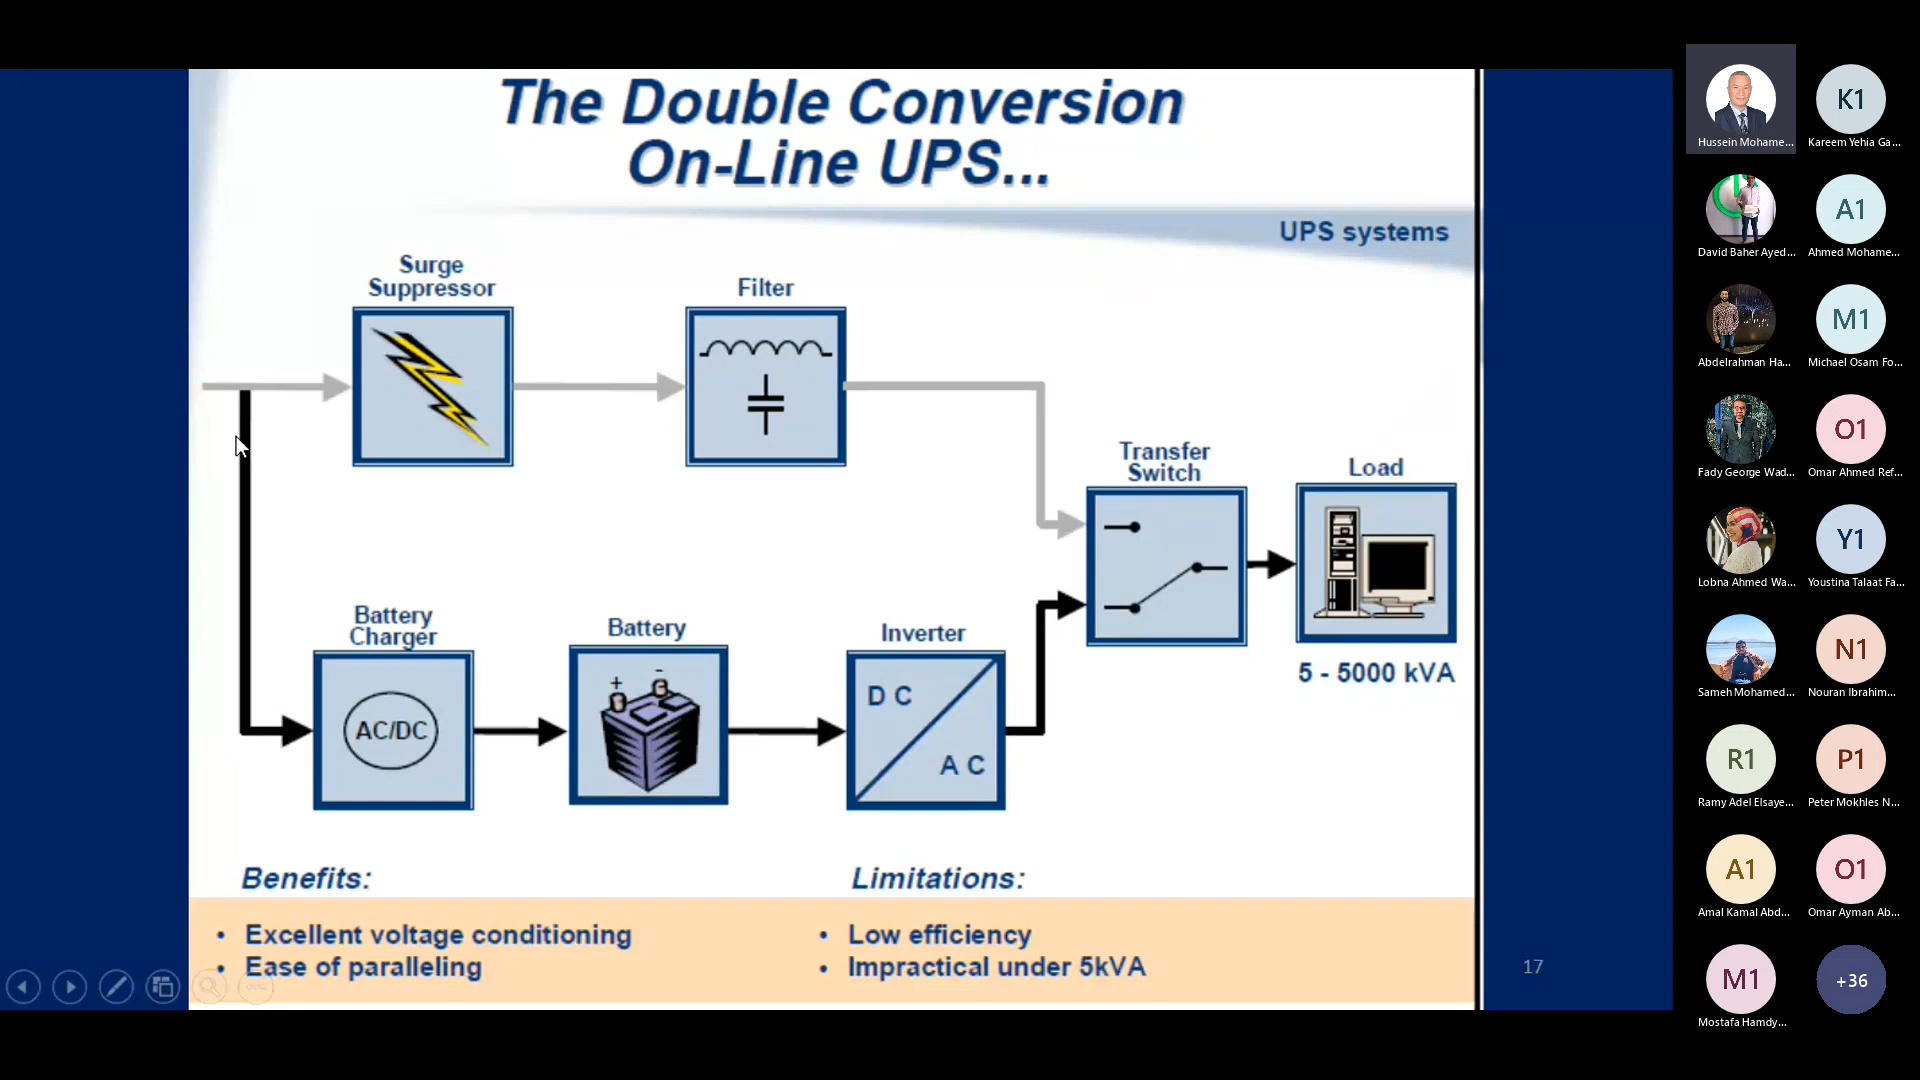 The Double Conversion
On-Line UPS...
UPS systems
Surge
Suppressor
Filter
Transfer
Switch
Load
5 - 5000 kVA
Battery
Charger
AC/DC
Battery
+ -
Inverter
DC
AC
Benefits:
• Excellent voltage conditioning
• Ease of paralleling
Limitations:
• Low efficiency
• Impractical under 5kVA
17
Hussein Mohame...
K1
Kareem Yehia Ga...
David Baher Ayed...
A1
Ahmed Mohame...
Abdelrahman Ha...
M1
Michael Osam Fo...
Fady George Wad...
O1
Omar Ahmed Ref...
Lobna Ahmed Wa...
Y1
Youstina Talaat Fa...
Sameh Mohamed...
N1
Nouran Ibrahim...
R1
Ramy Adel Elsaye...
P1
Peter Mokhles N...
A1
Amal Kamal Abd...
O1
Omar Ayman Ab...
M1
Mostafa Hamdy...
+36